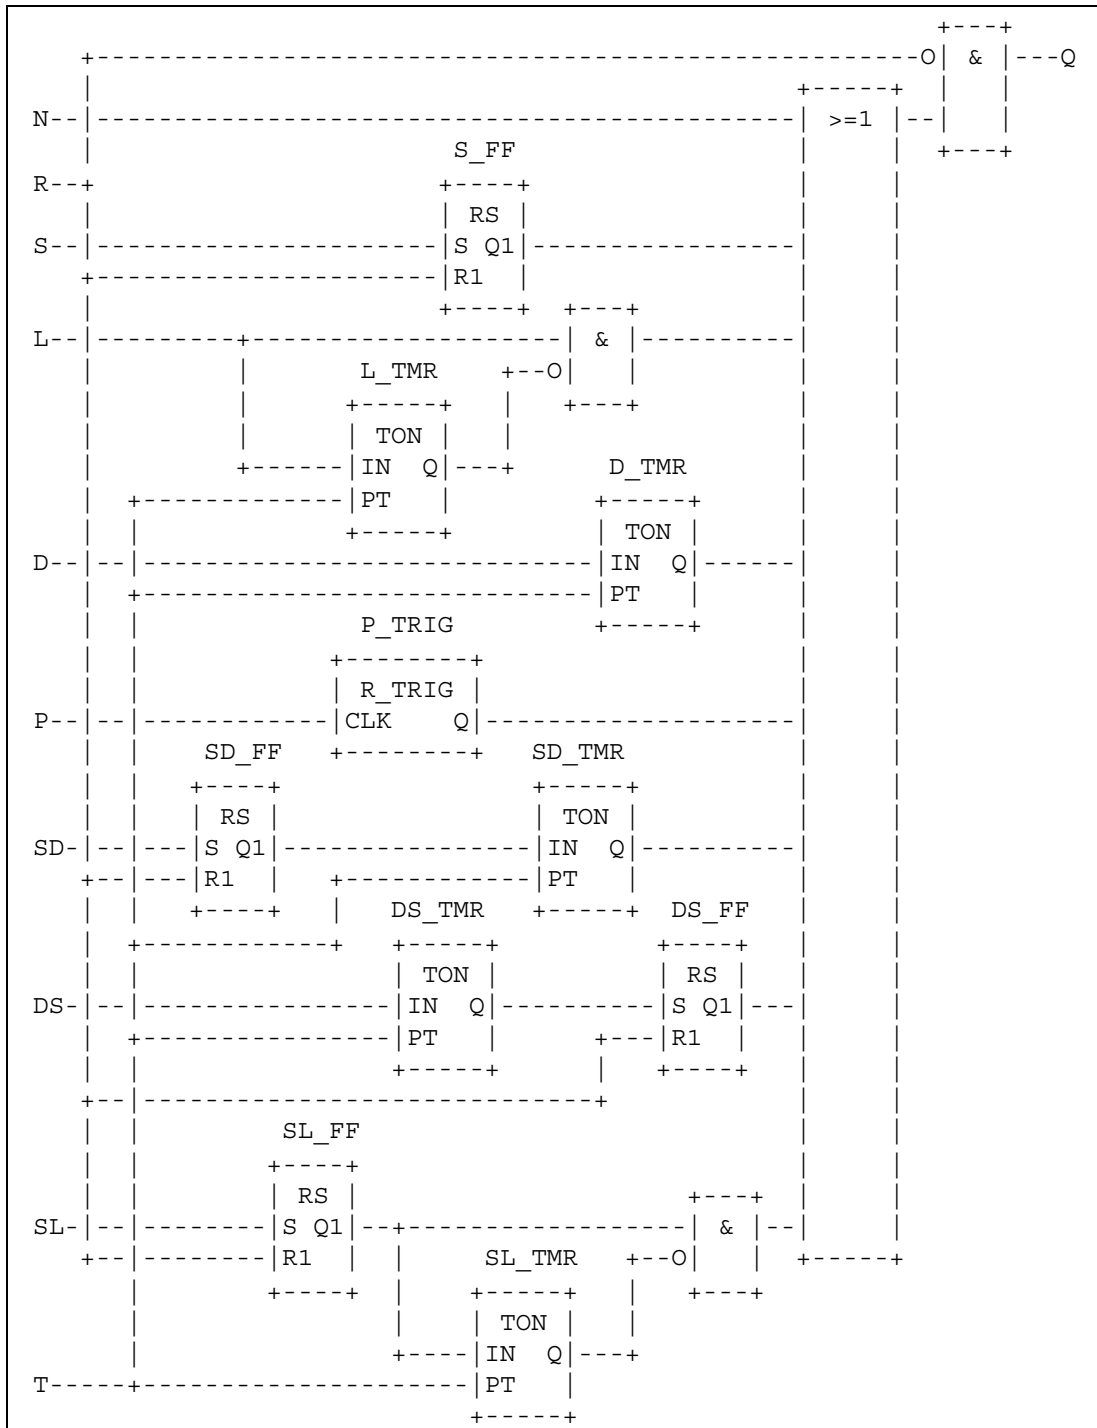 & Q
N >=1
S_FF
R
RS
S S Q1
R1
L &
L_TMR O
TON
IN Q D_TMR
PT
TON
D IN Q
PT
P_TRIG
R_TRIG
P CLK Q
SD_FF SD_TMR
RS TON
SD S Q1 IN Q
R1 PT
DS_TMR DS_FF
TON RS
DS IN Q S Q1
PT R1
SL_FF
RS
SL S Q1 &
R1 SL_TMR O
TON
IN Q
T PT